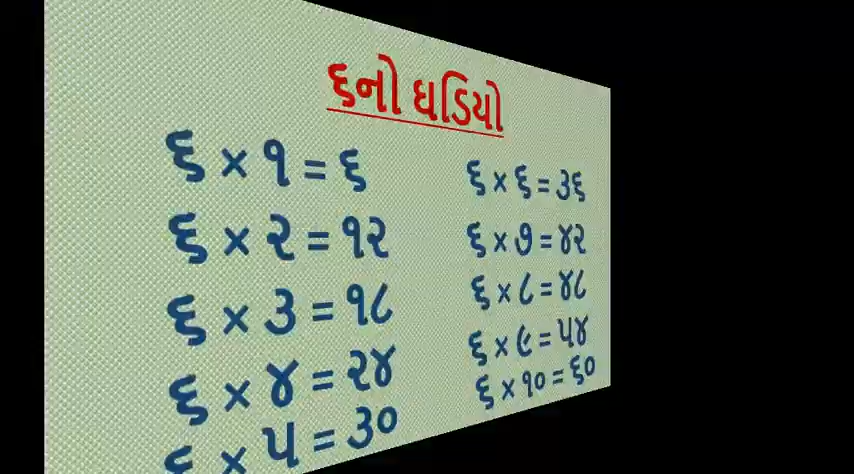 ૬નો ઘડિયો
૬ × ૧ = ૬
૬ × ૨ = ૧૨
૬ × ૩ = ૧૮
૬ × ૪ = ૨૪
૬ × ૫ = ૩૦
૬ × ૬ = ૩૬
૬ × ૭ = ૪૨
૬ × ૮ = ૪૮
૬ × ૯ = ૫૪
૬ × ૧૦ = ૬૦